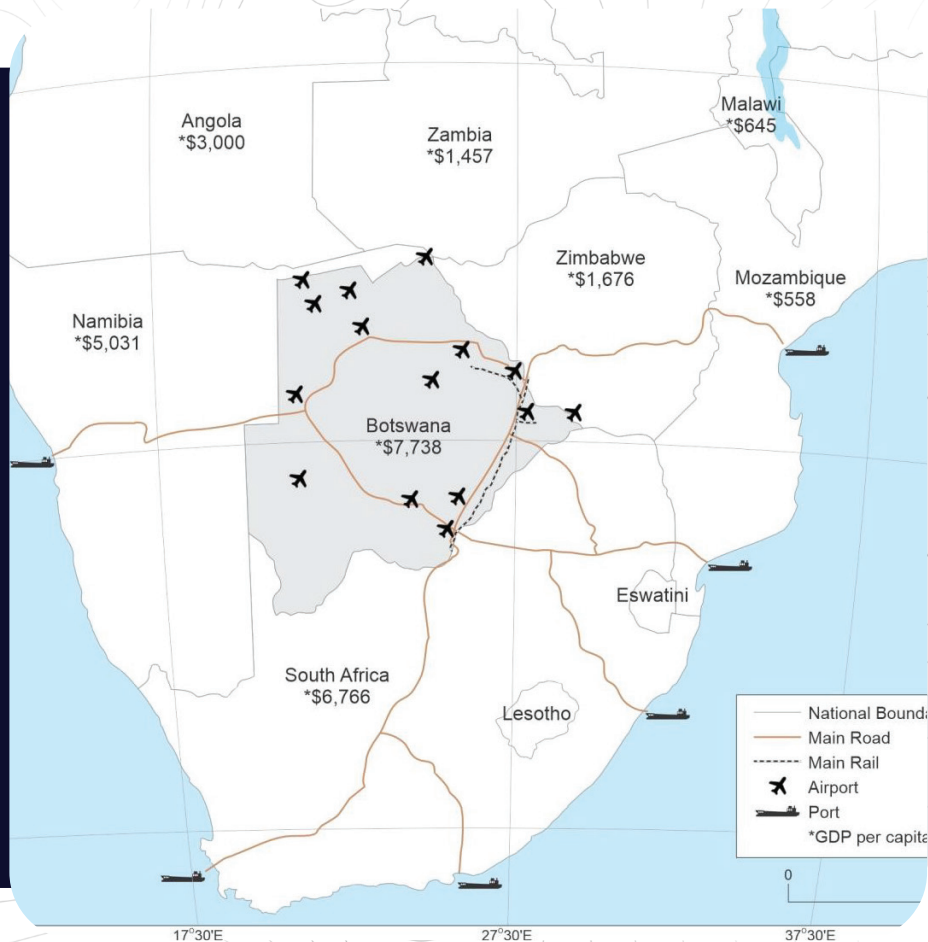 Angola
*$3,000
Zambia
*$1,457
Malawi
*$645
Zimbabwe
*$1,676
Mozambique
*$558
Namibia
*$5,031
Botswana
*$7,738
Eswatini
South Africa
*$6,766
Lesotho
National Bounda
Main Road
Main Rail
Airport
Port
*GDP per capita
0
17°30'E
27°30'E
37°30'E